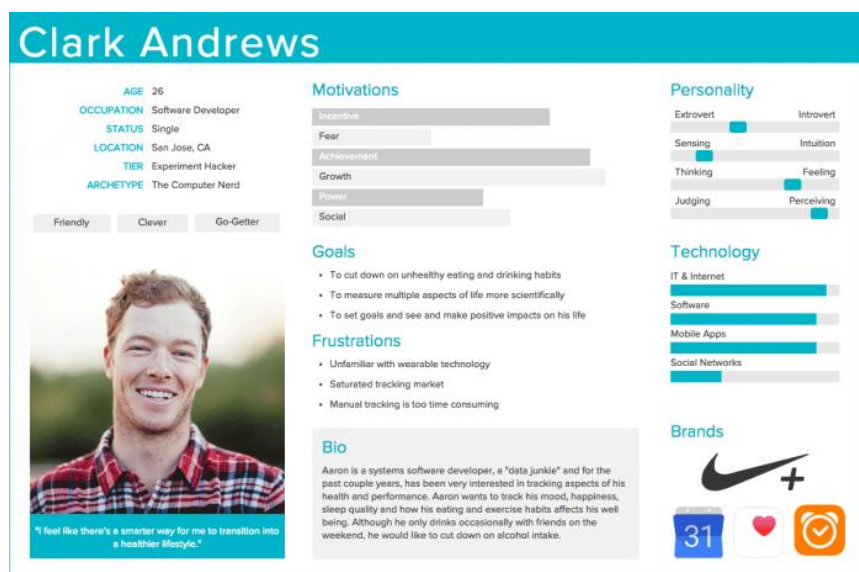 Clark Andrews
AGE 26
OCCUPATION Software Developer
STATUS Single
LOCATION San Jose, CA
TIER Experiment Hacker
ARCHETYPE The Computer Nerd
Friendly Clever Go-Getter
"I feel like there's a smarter way for me to transition into
a healthier lifestyle."
Motivations
Incentive
Fear
Achievement
Growth
Power
Social
Goals
• To cut down on unhealthy eating and drinking habits
• To measure multiple aspects of life more scientifically
• To set goals and see and make positive impacts on his life
Frustrations
• Unfamiliar with wearable technology
• Saturated tracking market
• Manual tracking is too time consuming
Bio
Aaron is a systems software developer, a "data junkie" and for the
past couple years, has been very interested in tracking aspects of his
health and performance. Aaron wants to track his mood, happiness,
sleep quality and how his eating and exercise habits affects his well
being. Although he only drinks occasionally with friends on the
weekend, he would like to cut down on alcohol intake.
Personality
Extrovert Introvert
Sensing Intuition
Thinking Feeling
Judging Perceiving
Technology
IT & Internet
Software
Mobile Apps
Social Networks
Brands
+
31